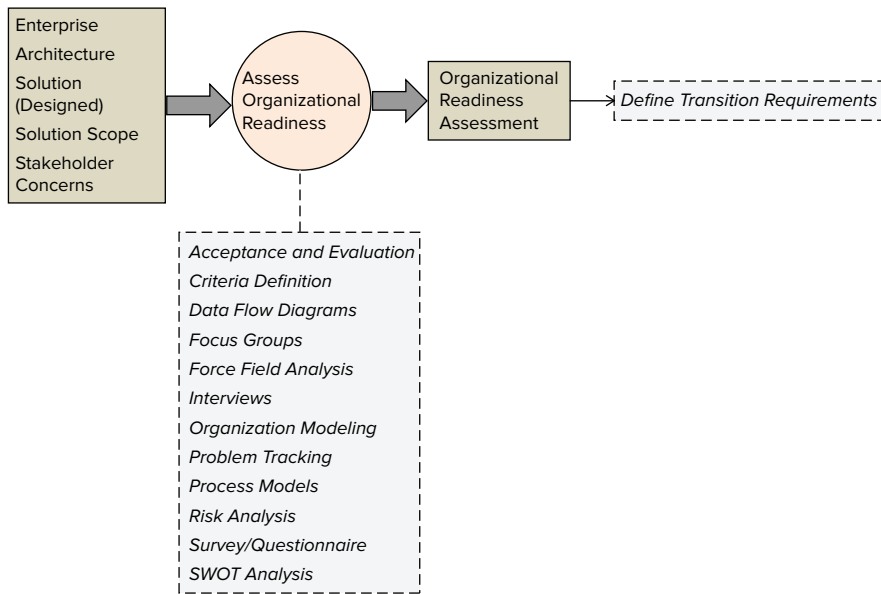 Enterprise
Architecture
Solution
(Designed)
Solution Scope
Stakeholder
Concerns
Assess
Organizational
Readiness
Organizational
Readiness
Assessment
Define Transition Requirements
Acceptance and Evaluation
Criteria Definition
Data Flow Diagrams
Focus Groups
Force Field Analysis
Interviews
Organization Modeling
Problem Tracking
Process Models
Risk Analysis
Survey/Questionnaire
SWOT Analysis